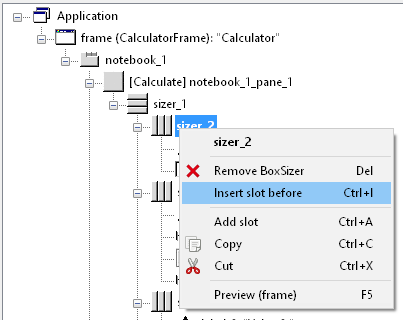 Application
frame (CalculatorFrame): "Calculator"
notebook_1
[Calculate] notebook_1_pane_1
sizer_1
sizer_2
sizer_2
Remove BoxSizer Del
Insert slot before Ctrl+I
Add slot Ctrl+A
Copy Ctrl+C
Cut Ctrl+X
Preview (frame) F5